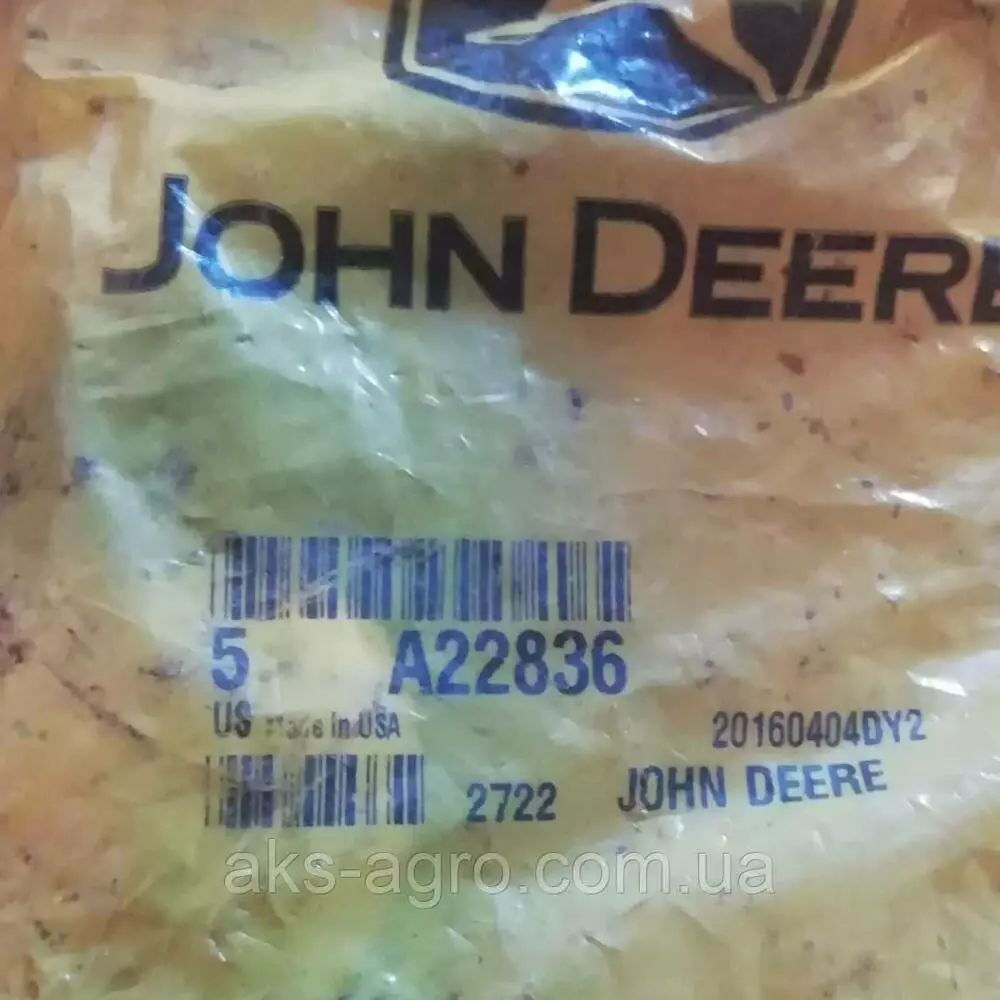 JOHN DEERE
5 A22836
US Made in USA
20160404DY2
2722 JOHN DEERE
aks-agro.com.ua